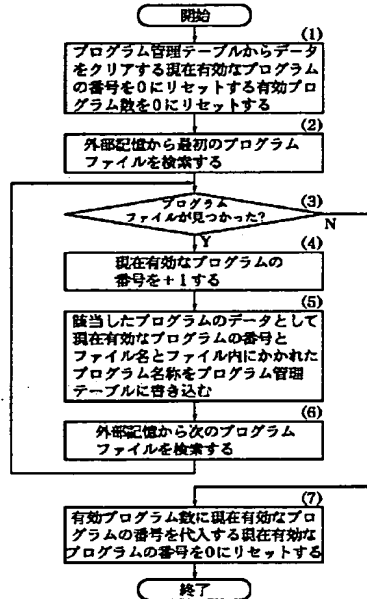 開始
(1)
プログラム管理テーブルからデータ
をクリアする現在有効なプログラム
の番号を0にリセットする有効プロ
グラム数を0にリセットする
(2)
外部記憶から最初のプログラム
ファイルを検索する
(3)
プログラム
ファイルが見つかった?
N
Y
(4)
現在有効なプログラムの
番号を+1する
(5)
該当したプログラムのデータとして
現在有効なプログラムの番号と
ファイル名とファイル内にかかれた
プログラム名称をプログラム管理
テーブルに書き込む
(6)
外部記憶から次のプログラム
ファイルを検索する
(7)
有効プログラム数に現在有効なプロ
グラムの番号を代入する現在有効な
プログラムの番号を0にリセットする
終了